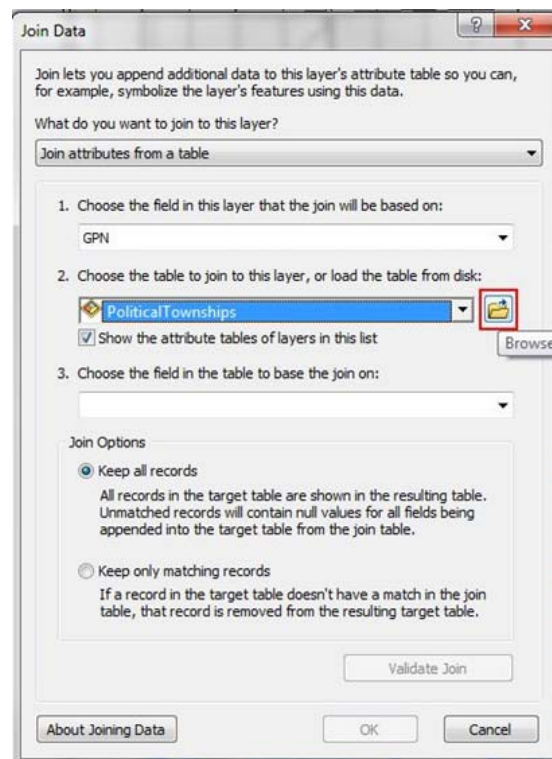 Join Data
Join lets you append additional data to this layer's attribute table so you can,
for example, symbolize the layer's features using this data.
What do you want to join to this layer?
Join attributes from a table
1. Choose the field in this layer that the join will be based on:
GPN
2. Choose the table to join to this layer, or load the table from disk:
PoliticalTownships
Show the attribute tables of layers in this list
Browse
3. Choose the field in the table to base the join on:
Join Options
Keep all records
All records in the target table are shown in the resulting table.
Unmatched records will contain null values for all fields being
appended into the target table from the join table.
Keep only matching records
If a record in the target table doesn't have a match in the join
table, that record is removed from the resulting target table.
Validate Join
About Joining Data
OK
Cancel